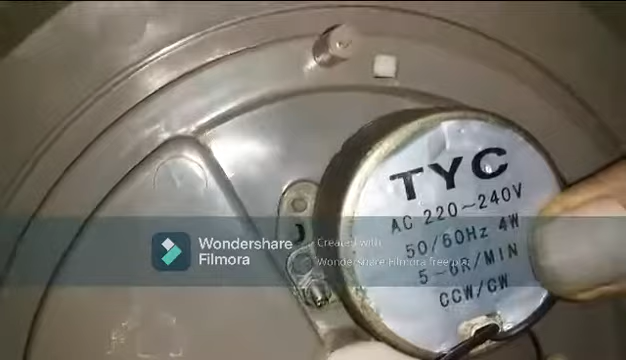 TYC
AC 220~240V
50/60Hz 4W
5~6R/MIN
CCW/CW
Wondershare
Filmora
Created with
Wondershare Filmora free plan